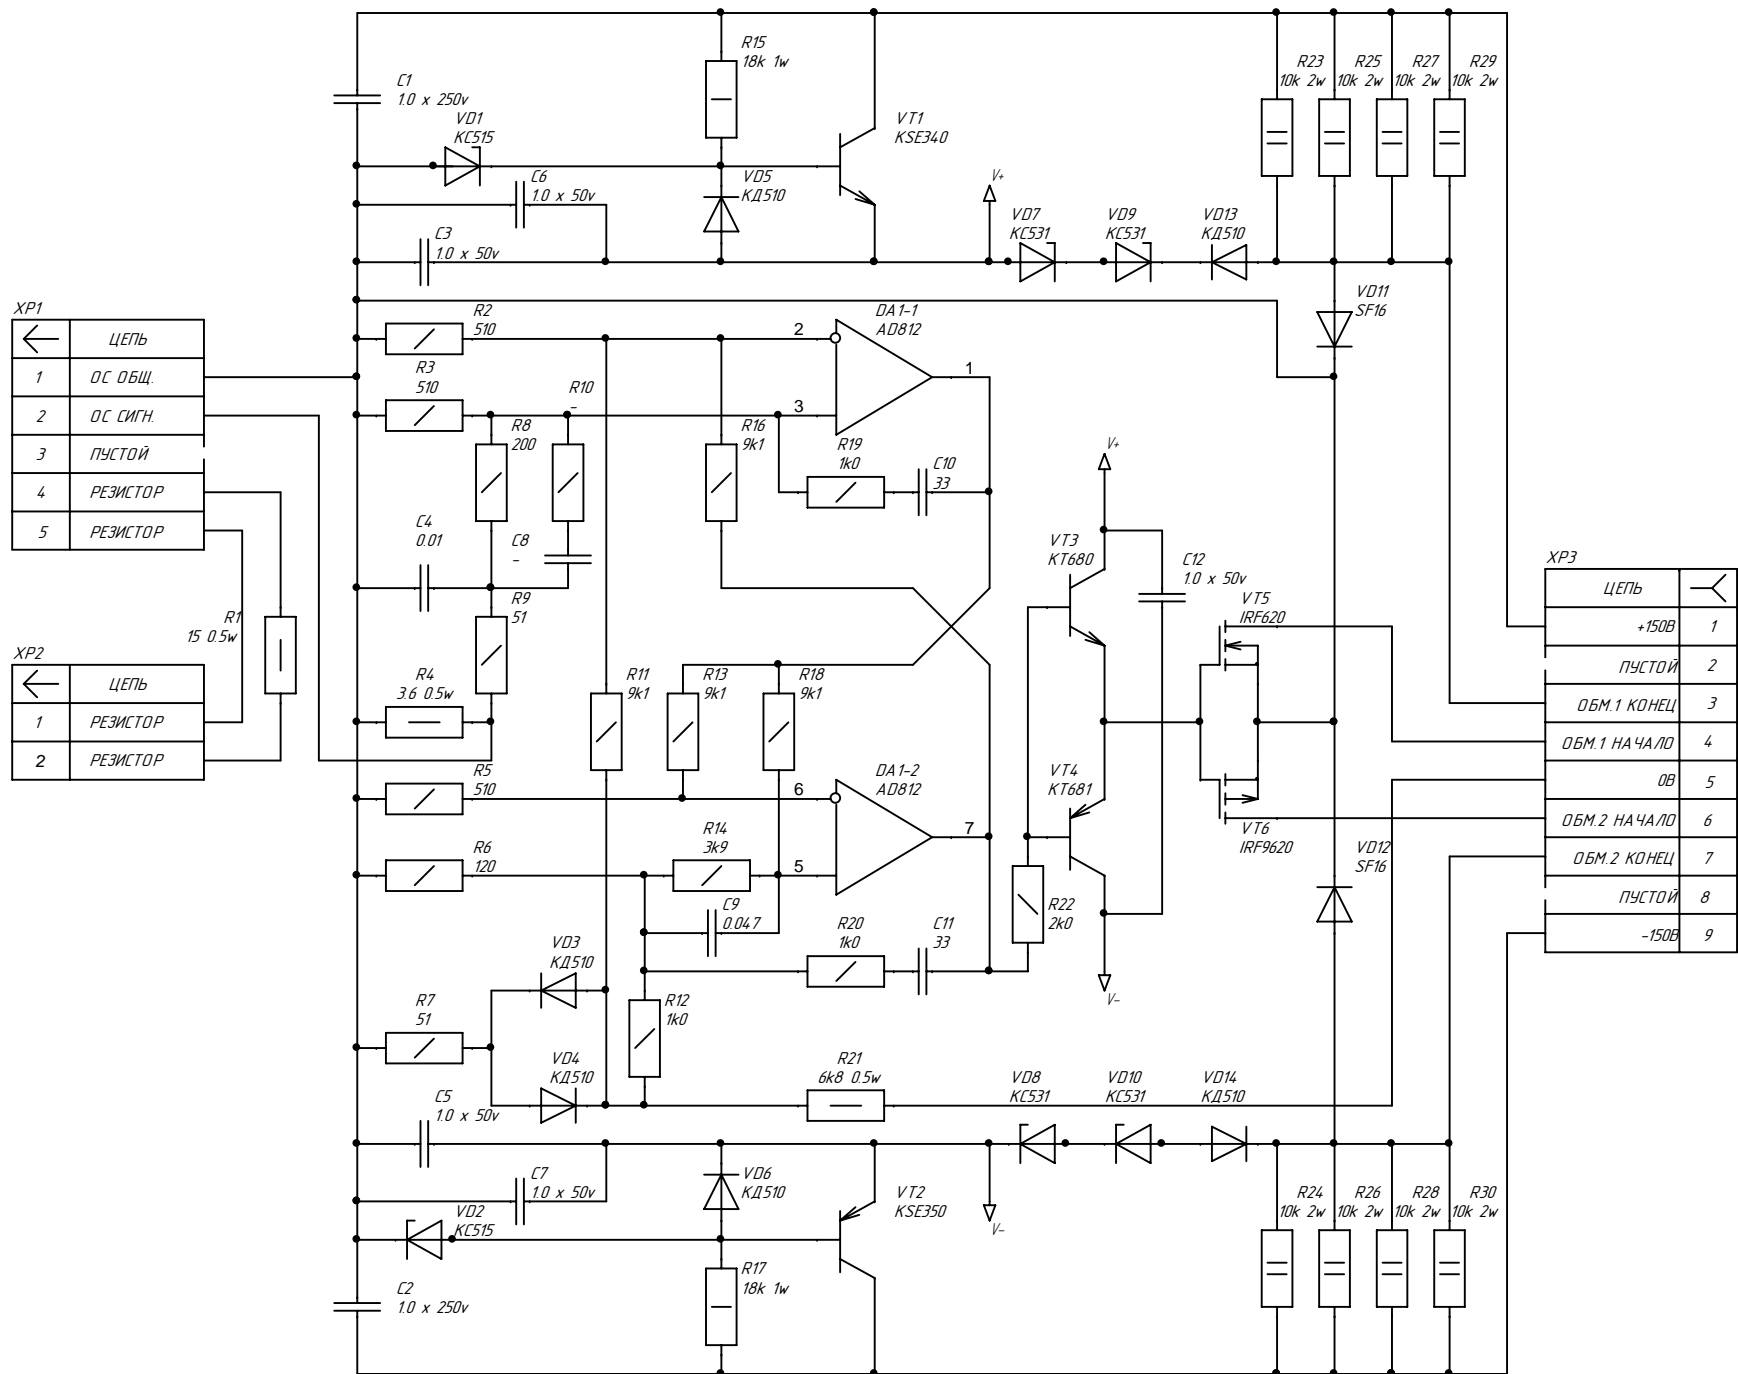 R15
18k 1w
C1
1.0 x 250v
VD1
КС515
VT1
KSE340
R23
10k 2w
R25
10k 2w
R27
10k 2w
R29
10k 2w
C6
1.0 x 50v
VD5
КД510
V+
C3
1.0 x 50v
VD7
КС531
VD9
КС531
VD13
КД510
XP1
ЦЕПЬ
1 ОС ОБЩ.
2 ОС СИГН.
3 ПУСТОЙ
4 РЕЗИСТОР
5 РЕЗИСТОР
R2
510
2
DA1-1
AD812
1
VD11
SF16
R3
510
R10
-
3
R8
200
R16
9k1
R19
1k0
C10
33
V+
C4
0.01
C8
-
VT3
КТ680
C12
1.0 x 50v
R9
51
R1
15 0.5w
VT5
IRF620
XP3
ЦЕПЬ
+150В 1
ПУСТОЙ 2
ОБМ.1 КОНЕЦ 3
ОБМ.1 НАЧАЛО 4
0В 5
ОБМ.2 НАЧАЛО 6
ОБМ.2 КОНЕЦ 7
ПУСТОЙ 8
-150В 9
XP2
ЦЕПЬ
1 РЕЗИСТОР
2 РЕЗИСТОР
R4
3.6 0.5w
R11
9k1
R13
9k1
R18
9k1
R5
510
6
DA1-2
AD812
7
VT4
КТ681
VT6
IRF9620
VD12
SF16
R6
120
R14
3k9
5
C9
0.047
R20
1k0
C11
33
R22
2k0
V-
VD3
КД510
R7
51
R12
1k0
VD4
КД510
R21
6k8 0.5w
VD8
КС531
VD10
КС531
VD14
КД510
C5
1.0 x 50v
C7
1.0 x 50v
VD6
КД510
VT2
KSE350
V-
VD2
КС515
R24
10k 2w
R26
10k 2w
R28
10k 2w
R30
10k 2w
C2
1.0 x 250v
R17
18k 1w